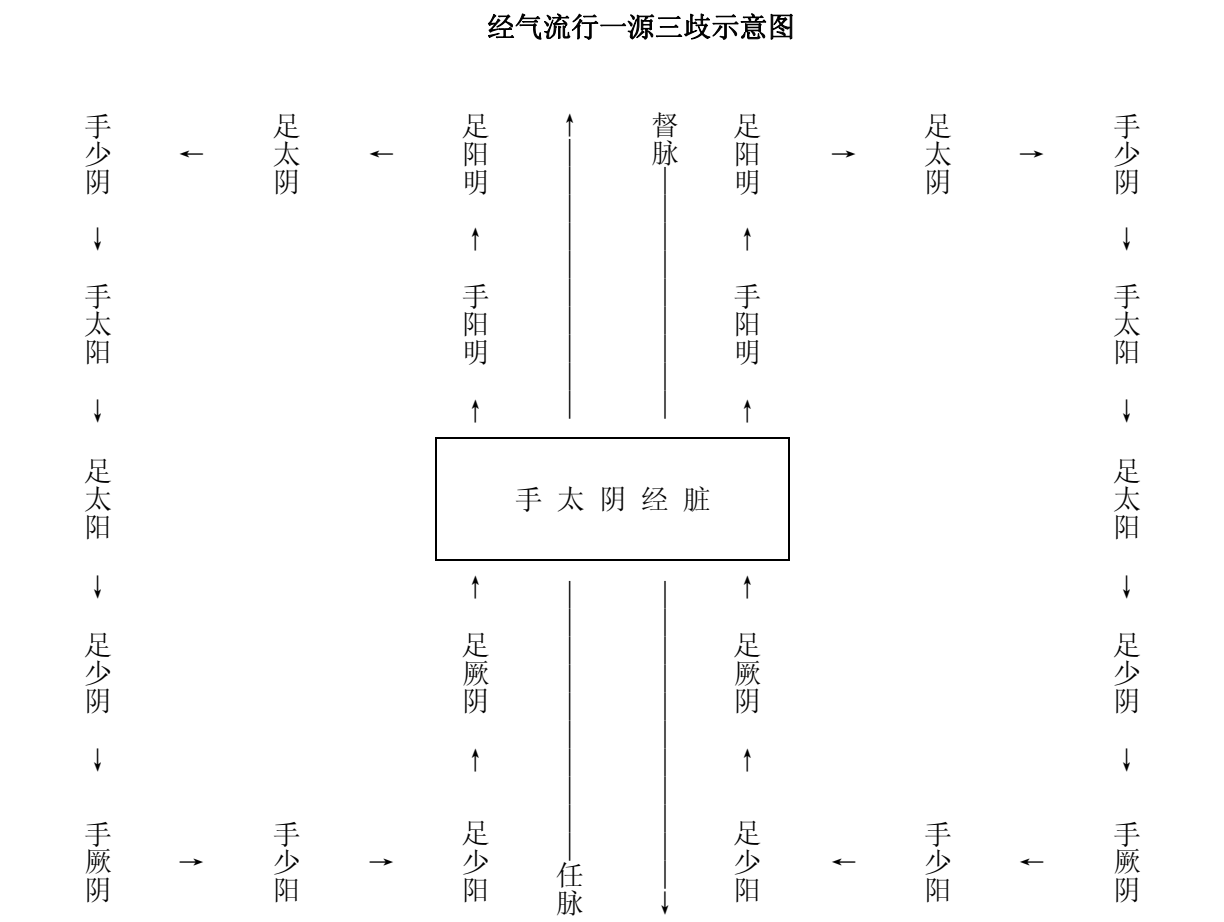 经气流行一源三歧示意图
手少阴
←
足太阴
←
足阳明
↑
督脉
足阳明
→
足太阴
→
手少阴
↓
↑
↑
↓
手太阳
手阳明
手阳明
手太阳
↓
↑
↑
↓
足太阳
手太阴经脏
足太阳
↓
↑
↑
↓
足少阴
足厥阴
足厥阴
足少阴
↓
↑
↑
↓
手厥阴
→
手少阳
→
足少阳
任脉
↓
足少阳
←
手少阳
←
手厥阴